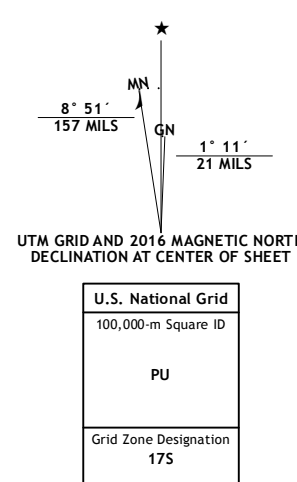 MN
8° 51´
157 MILS
GN
1° 11´
21 MILS
UTM GRID AND 2016 MAGNETIC NORTH
DECLINATION AT CENTER OF SHEET
U.S. National Grid
100,000-m Square ID
PU
Grid Zone Designation
17S